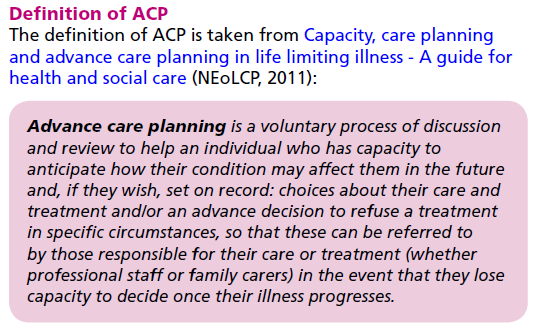 Definition of ACP
The definition of ACP is taken from Capacity, care planning
and advance care planning in life limiting illness - A guide for
health and social care (NEoLCP, 2011):
Advance care planning is a voluntary process of discussion
and review to help an individual who has capacity to
anticipate how their condition may affect them in the future
and, if they wish, set on record: choices about their care and
treatment and/or an advance decision to refuse a treatment
in specific circumstances, so that these can be referred to
by those responsible for their care or treatment (whether
professional staff or family carers) in the event that they lose
capacity to decide once their illness progresses.